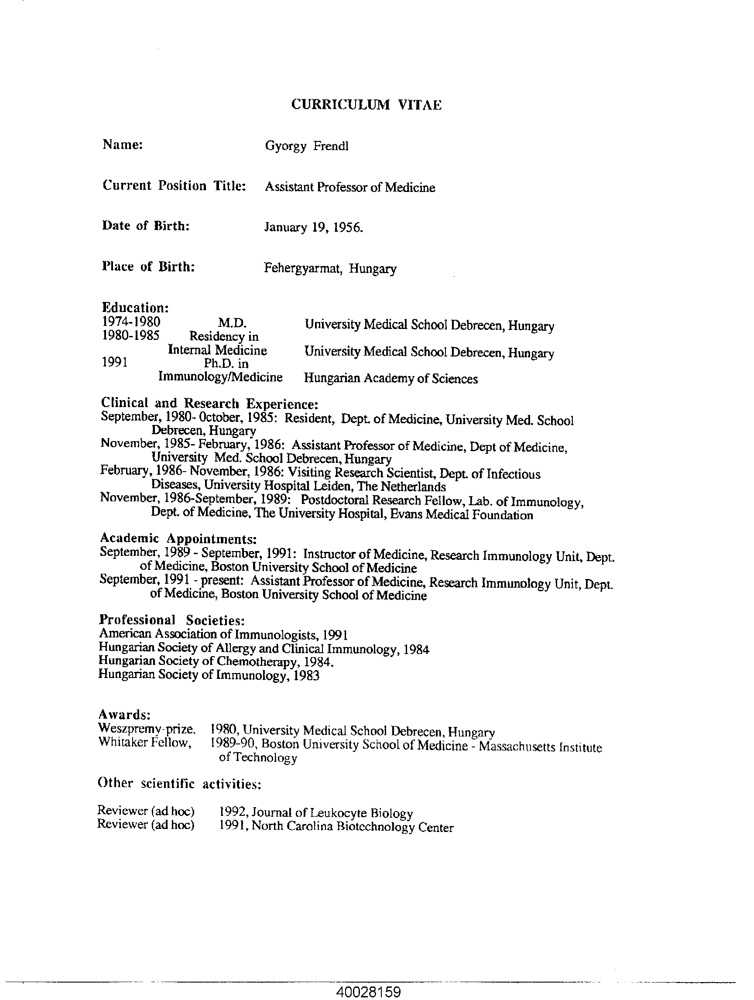 CURRICULUM VITAE
Name: Gyorgy Frendl
Current Position Title: Assistant Professor of Medicine
Date of Birth: January 19, 1956.
Place of Birth: Fehergyarmat, Hungary
Education:
1974-1980 M.D. University Medical School Debrecen, Hungary
1980-1985 Residency in
Internal Medicine University Medical School Debrecen, Hungary
1991 Ph.D. in
Immunology/Medicine Hungarian Academy of Sciences
Clinical and Research Experience:
September, 1980- October, 1985: Resident, Dept. of Medicine, University Med. School
Debrecen, Hungary
November, 1985- February, 1986: Assistant Professor of Medicine, Dept of Medicine,
University Med. School Debrecen, Hungary
February, 1986- November, 1986: Visiting Research Scientist, Dept. of Infectious
Diseases, University Hospital Leiden, The Netherlands
November, 1986-September, 1989: Postdoctoral Research Fellow, Lab. of Immunology,
Dept. of Medicine, The University Hospital, Evans Medical Foundation
Academic Appointments:
September, 1989 - September, 1991: Instructor of Medicine, Research Immunology Unit, Dept.
of Medicine, Boston University School of Medicine
September, 1991 - present: Assistant Professor of Medicine, Research Immunology Unit, Dept.
of Medicine, Boston University School of Medicine
Professional Societies:
American Association of Immunologists, 1991
Hungarian Society of Allergy and Clinical Immunology, 1984
Hungarian Society of Chemotherapy, 1984.
Hungarian Society of Immunology, 1983
Awards:
Weszpremy-prize. 1980, University Medical School Debrecen, Hungary
Whitaker Fellow, 1989-90, Boston University School of Medicine - Massachusetts Institute
of Technology
Other scientific activities:
Reviewer (ad hoc) 1992, Journal of Leukocyte Biology
Reviewer (ad hoc) 1991, North Carolina Biotechnology Center
40028159